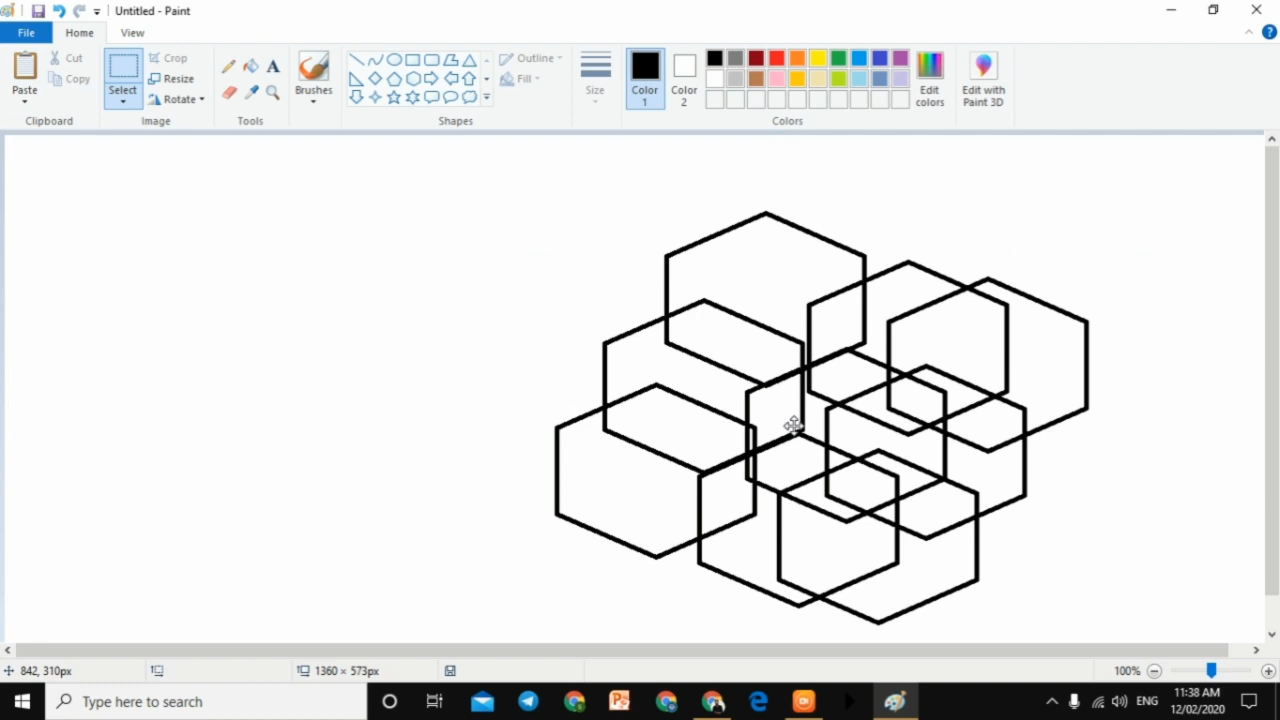 Untitled - Paint
File
Home
View
Paste
Cut
Copy
Clipboard
Select
Crop
Resize
Rotate
Image
A
Tools
Brushes
Outline
Fill
Shapes
Size
Color 1
Color 2
Edit colors
Colors
Edit with Paint 3D
842, 310px
1360 × 573px
100%
Type here to search
ENG
11:38 AM
12/02/2020